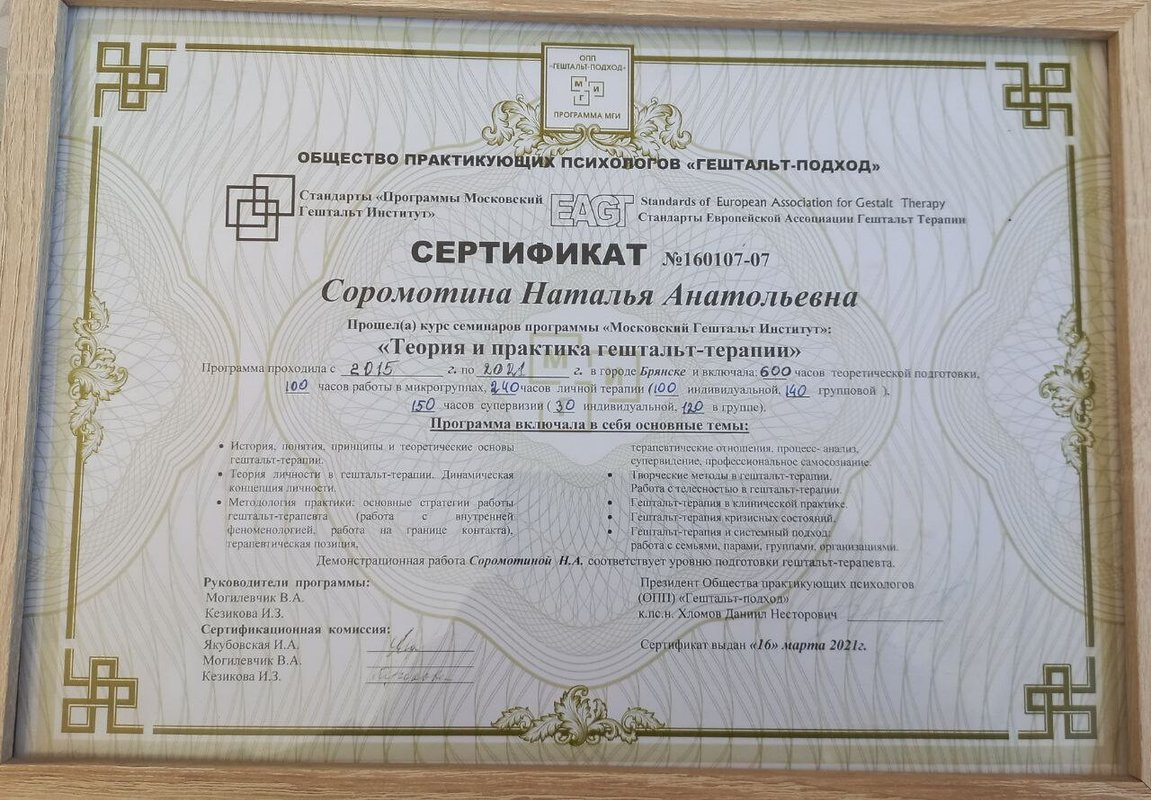 ОПП
«ГЕШТАЛЬТ-ПОДХОД»
М И
Г
ПРОГРАММА МГИ
ОБЩЕСТВО ПРАКТИКУЮЩИХ ПСИХОЛОГОВ «ГЕШТАЛЬТ-ПОДХОД»
Стандарты «Программы Московский
Гештальт Институт»
EAGT
Standards of European Association for Gestalt Therapy
Стандарты Европейской Ассоциации Гештальт Терапии
СЕРТИФИКАТ №160107-07
Соромотина Наталья Анатольевна
Прошел(а) курс семинаров программы «Московский Гештальт Институт»:
«Теория и практика гештальт-терапии»
Программа проходила с 2015 г. по 2021 г. в городе Брянске и включала 600 часов теоретической подготовки,
100 часов работы в микрогруппах, 240 часов личной терапии (100 индивидуальной, 140 групповой ),
150 часов супервизии ( 30 индивидуальной, 120 в группе).
Программа включала в себя основные темы:
• История, понятия, принципы и теоретические основы
гештальт-терапии.
• Теория личности в гештальт-терапии. Динамическая
концепция личности.
• Методология практики: основные стратегии работы
гештальт-терапевта (работа с внутренней
феноменологией, работа на границе контакта),
терапевтическая позиция,
терапевтические отношения, процесс- анализ,
супервидение, профессиональное самосознание.
• Творческие методы в гештальт-терапии.
Работа с телесностью в гештальт-терапии.
• Гештальт-терапия в клинической практике.
• Гештальт-терапия кризисных состояний.
• Гештальт-терапия и системный подход:
работа с семьями, парами, группами, организациями.
Демонстрационная работа Соромотиной Н.А. соответствует уровню подготовки гештальт-терапевта.
Руководители программы:
Могилевчик В.А.
Кезикова И.З.
Сертификационная комиссия:
Якубовская И.А.
Могилевчик В.А.
Кезикова И.З.
Президент Общества практикующих психологов
(ОПП) «Гештальт-подход»
к.пс.н. Хломов Даниил Несторович
Сертификат выдан «16» марта 2021г.